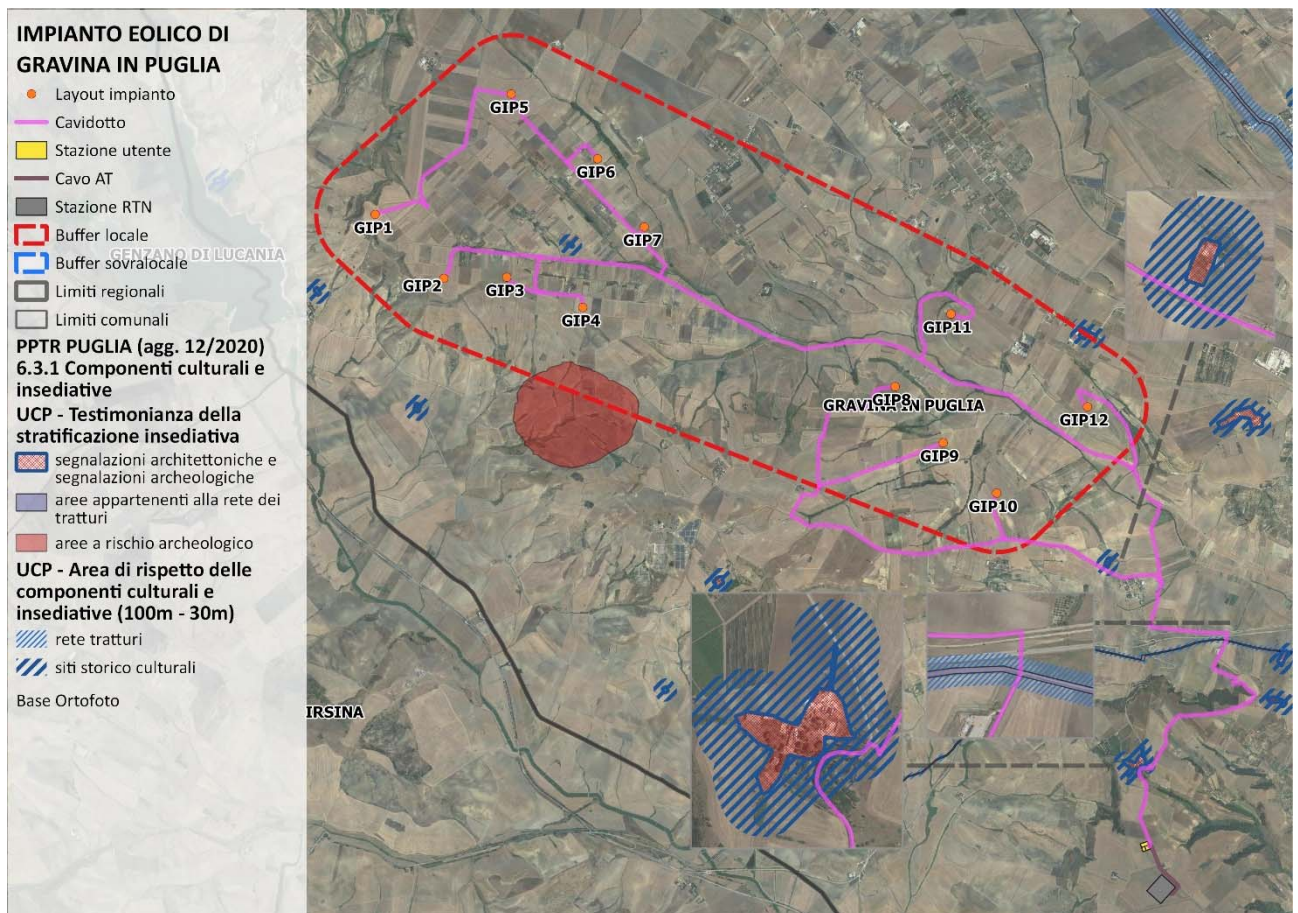 IMPIANTO EOLICO DI
GRAVINA IN PUGLIA
Layout impianto
Cavidotto
Stazione utente
Cavo AT
Stazione RTN
Buffer locale
GENZANO DI LUCANIA
Buffer sovralocale
Limiti regionali
Limiti comunali
PPTR PUGLIA (agg. 12/2020)
6.3.1 Componenti culturali e
insediative
UCP - Testimonianza della
stratificazione insediativa
segnalazioni architettoniche e
segnalazioni archeologiche
aree appartenenti alla rete dei
tratturi
aree a rischio archeologico
UCP - Area di rispetto delle
componenti culturali e
insediative (100m - 30m)
rete tratturi
siti storico culturali
Base Ortofoto
GIP5
GIP6
GIP1
GIP7
GIP2
GIP3
GIP4
GIP11
GIP8
GRAVINA IN PUGLIA
GIP12
GIP9
GIP10
IRSINA